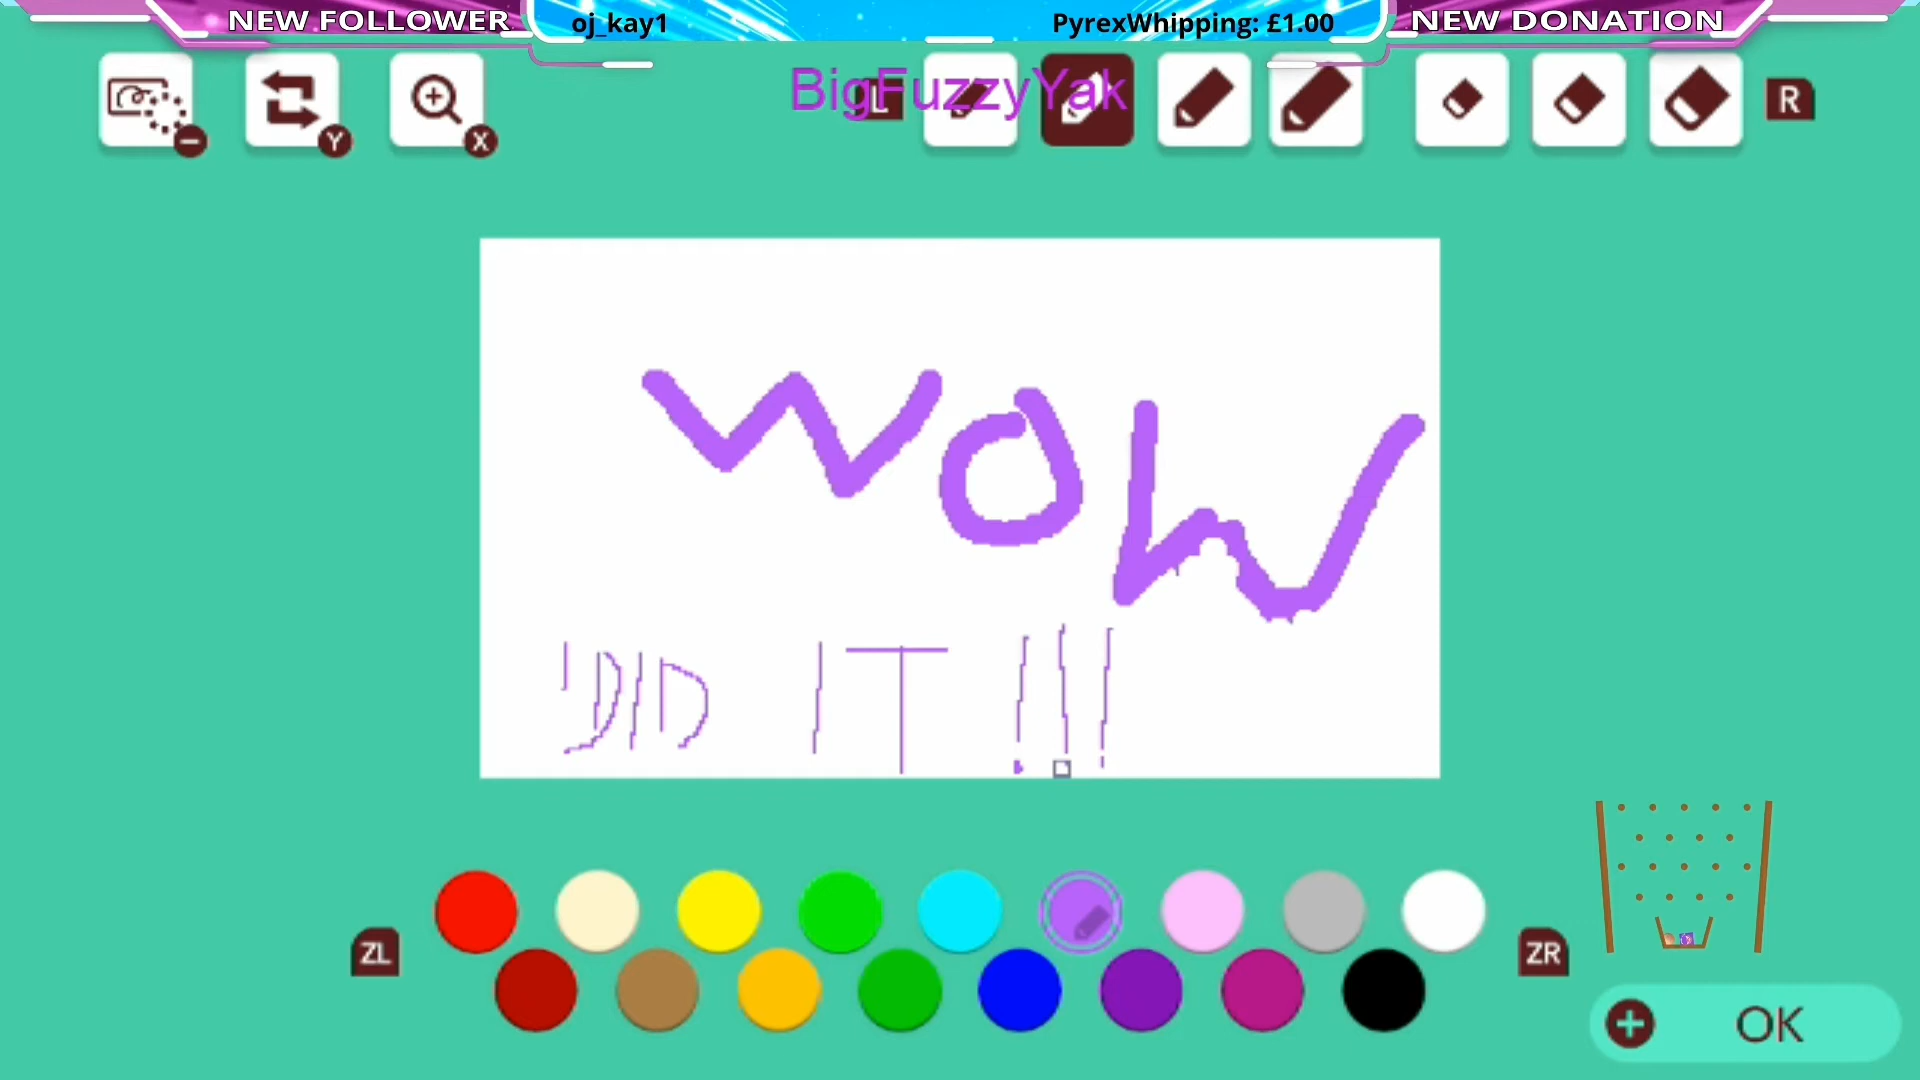 NEW FOLLOWER oj_kay1 PyrexWhipping: £1.00 NEW DONATION
BigFuzzyYak
L R
Y X
WOW
I DID IT !!!
ZL ZR
OK